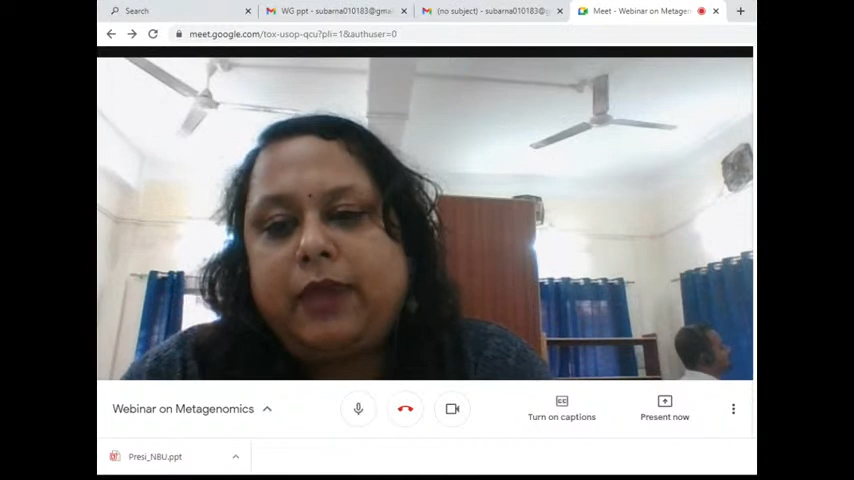 Search
WG ppt - subarna010183@gmai
(no subject) - subarna010183@g
Meet - Webinar on Metagen
meet.google.com/tox-usop-qcu?pli=1&authuser=0
Webinar on Metagenomics
Turn on captions
Present now
Presi_NBU.ppt